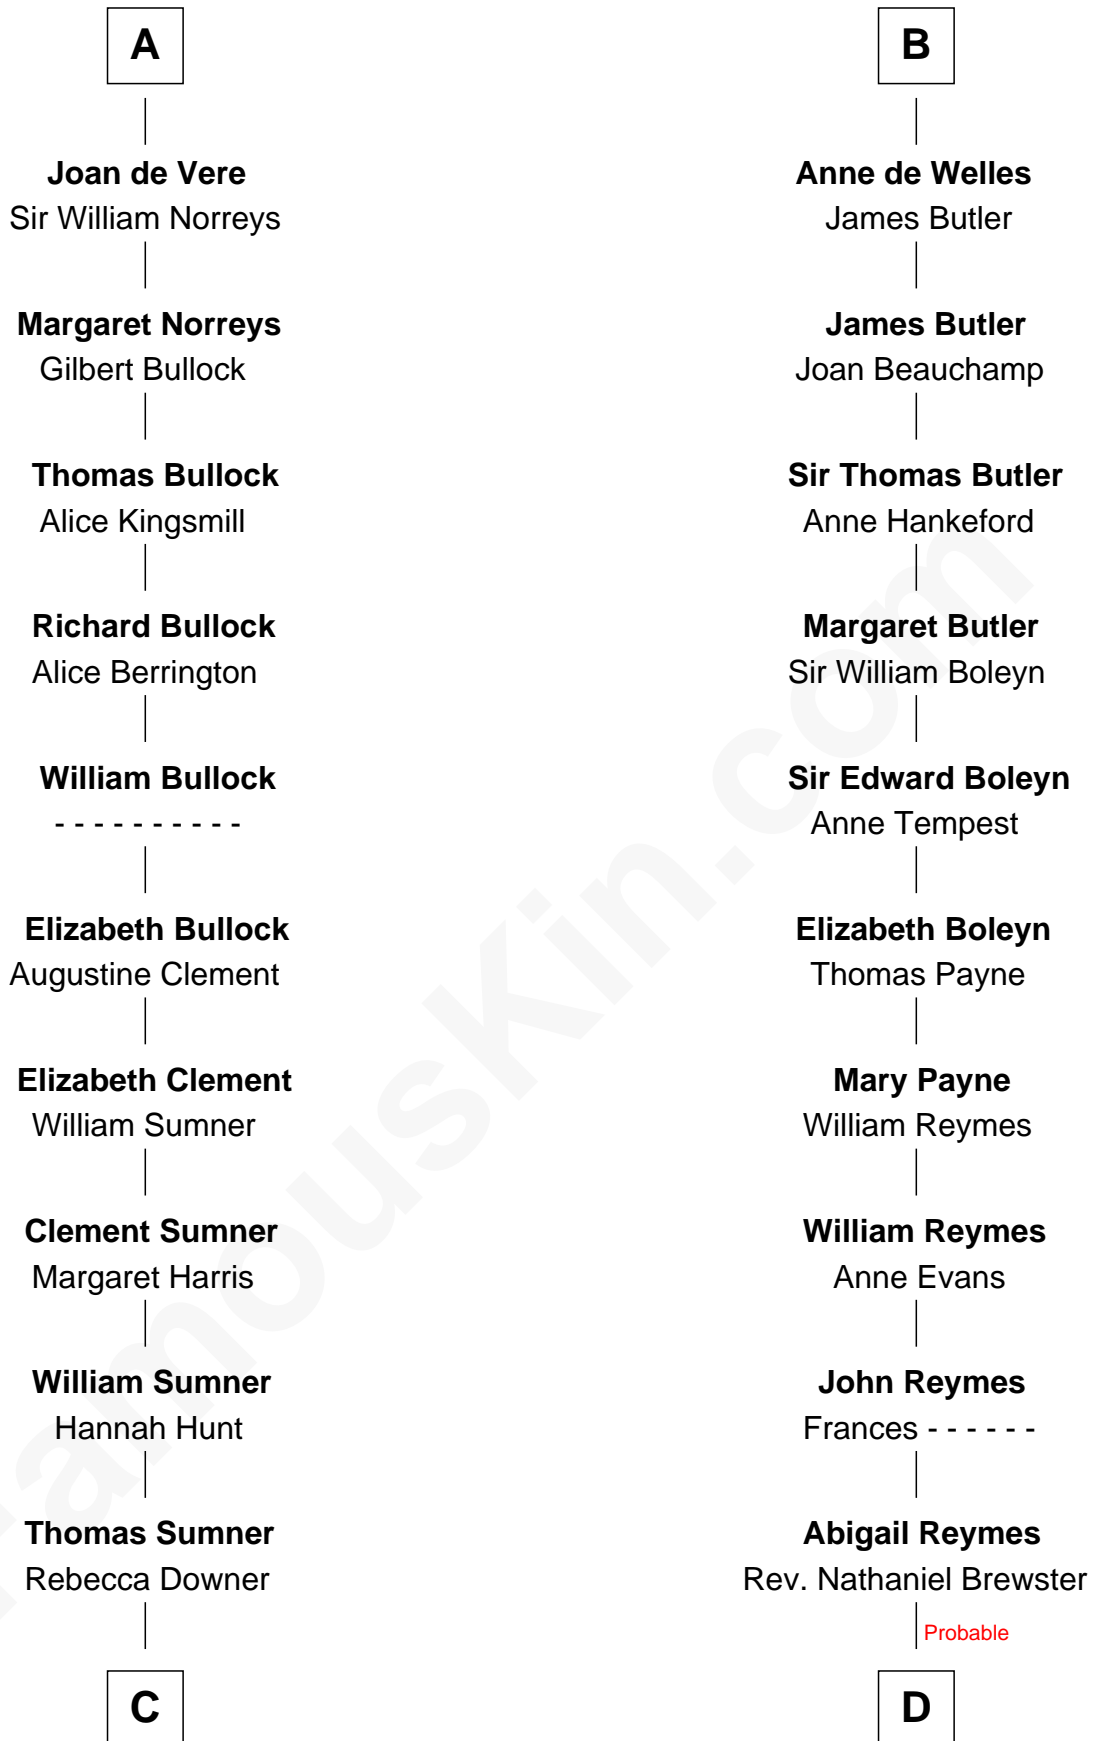 A
Joan de Vere
Sir William Norreys
Margaret Norreys
Gilbert Bullock
Thomas Bullock
Alice Kingsmill
Richard Bullock
Alice Berrington
William Bullock
- - - - - - - - - -
Elizabeth Bullock
Augustine Clement
Elizabeth Clement
William Sumner
Clement Sumner
Margaret Harris
William Sumner
Hannah Hunt
Thomas Sumner
Rebecca Downer
C
B
Anne de Welles
James Butler
James Butler
Joan Beauchamp
Sir Thomas Butler
Anne Hankeford
Margaret Butler
Sir William Boleyn
Sir Edward Boleyn
Anne Tempest
Elizabeth Boleyn
Thomas Payne
Mary Payne
William Reymes
William Reymes
Anne Evans
John Reymes
Frances - - - - - -
Abigail Reymes
Rev. Nathaniel Brewster
Probable
D
FamousKin.com